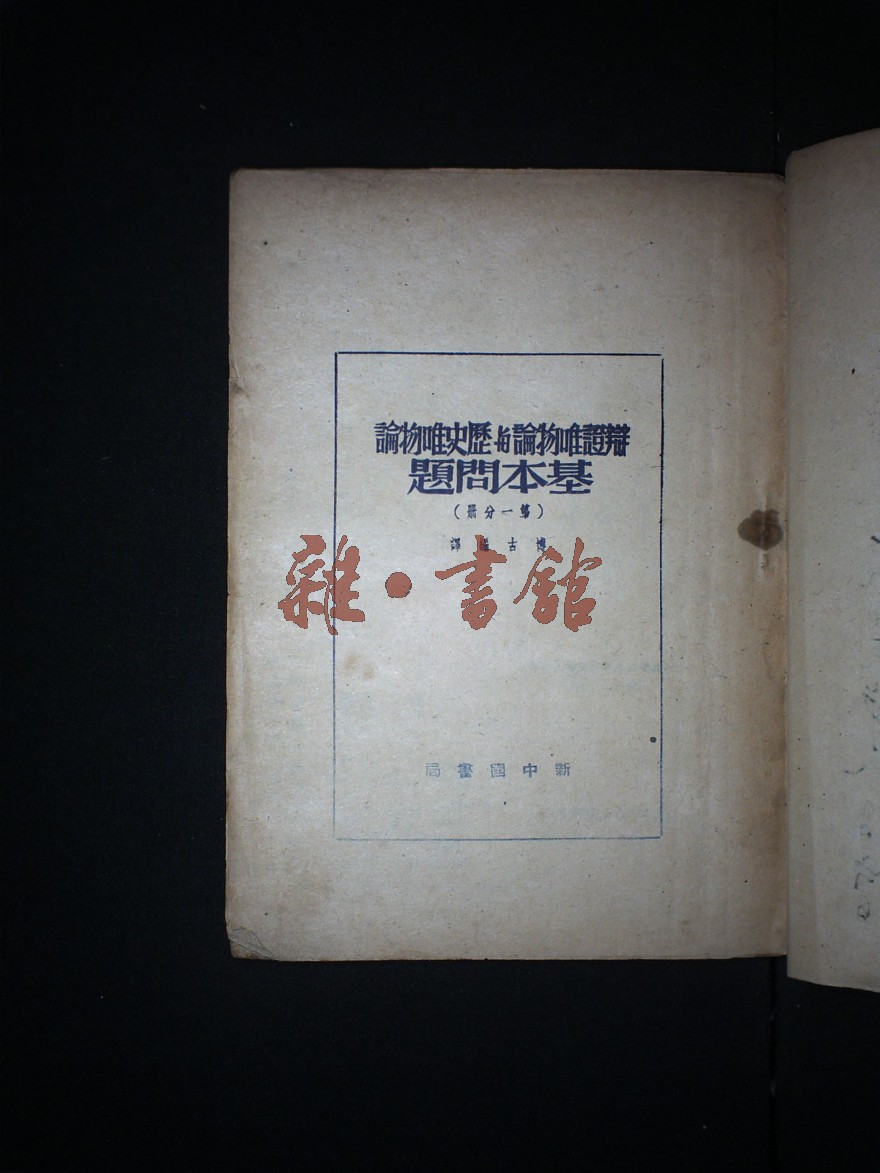 辯證唯物論與歷史唯物論
基本問題
(第一分冊)
博古 譯
雜·書舘
新中國書局